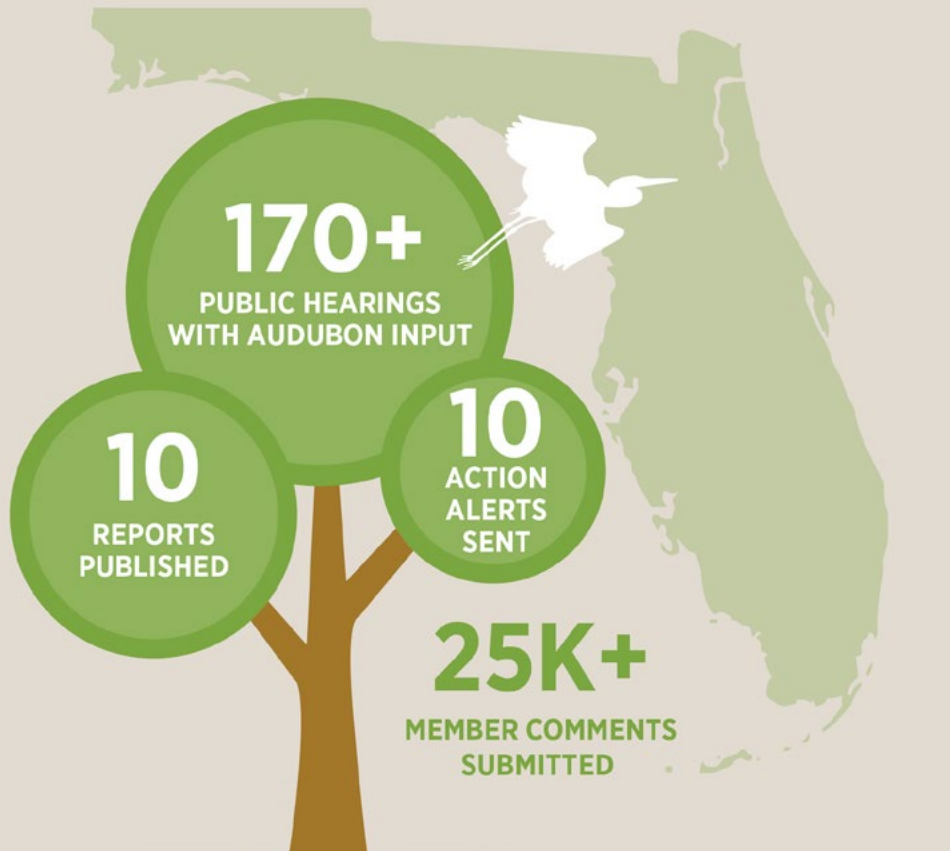 170+
PUBLIC HEARINGS
WITH AUDUBON INPUT
10
REPORTS
PUBLISHED
10
ACTION
ALERTS
SENT
25K+
MEMBER COMMENTS
SUBMITTED